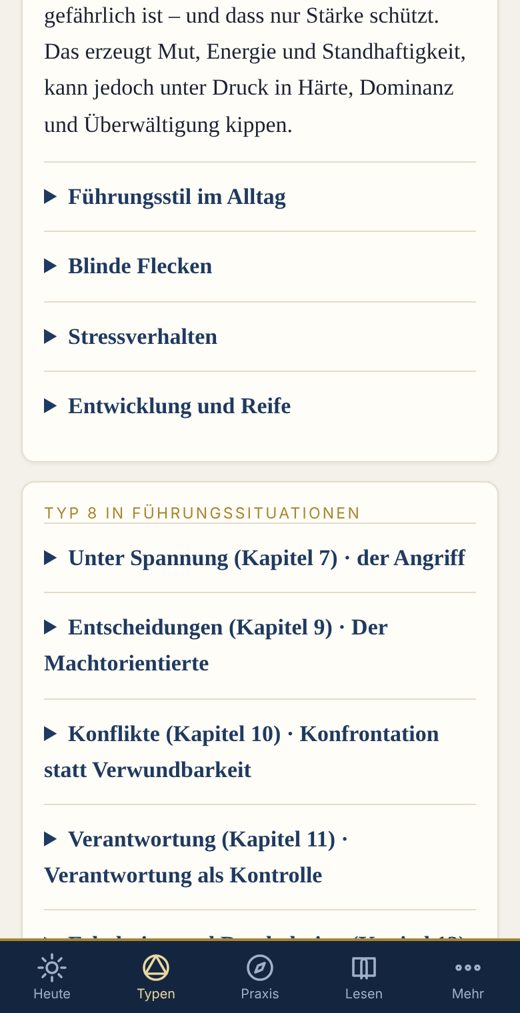 gefährlich ist – und dass nur Stärke schützt.
Das erzeugt Mut, Energie und Standhaftigkeit,
kann jedoch unter Druck in Härte, Dominanz
und Überwältigung kippen.
Führungsstil im Alltag
Blinde Flecken
Stressverhalten
Entwicklung und Reife
TYP 8 IN FÜHRUNGSSITUATIONEN
Unter Spannung (Kapitel 7) · der Angriff
Entscheidungen (Kapitel 9) · Der
Machtorientierte
Konflikte (Kapitel 10) · Konfrontation
statt Verwundbarkeit
Verantwortung (Kapitel 11) ·
Verantwortung als Kontrolle
Heute Typen Praxis Lesen Mehr